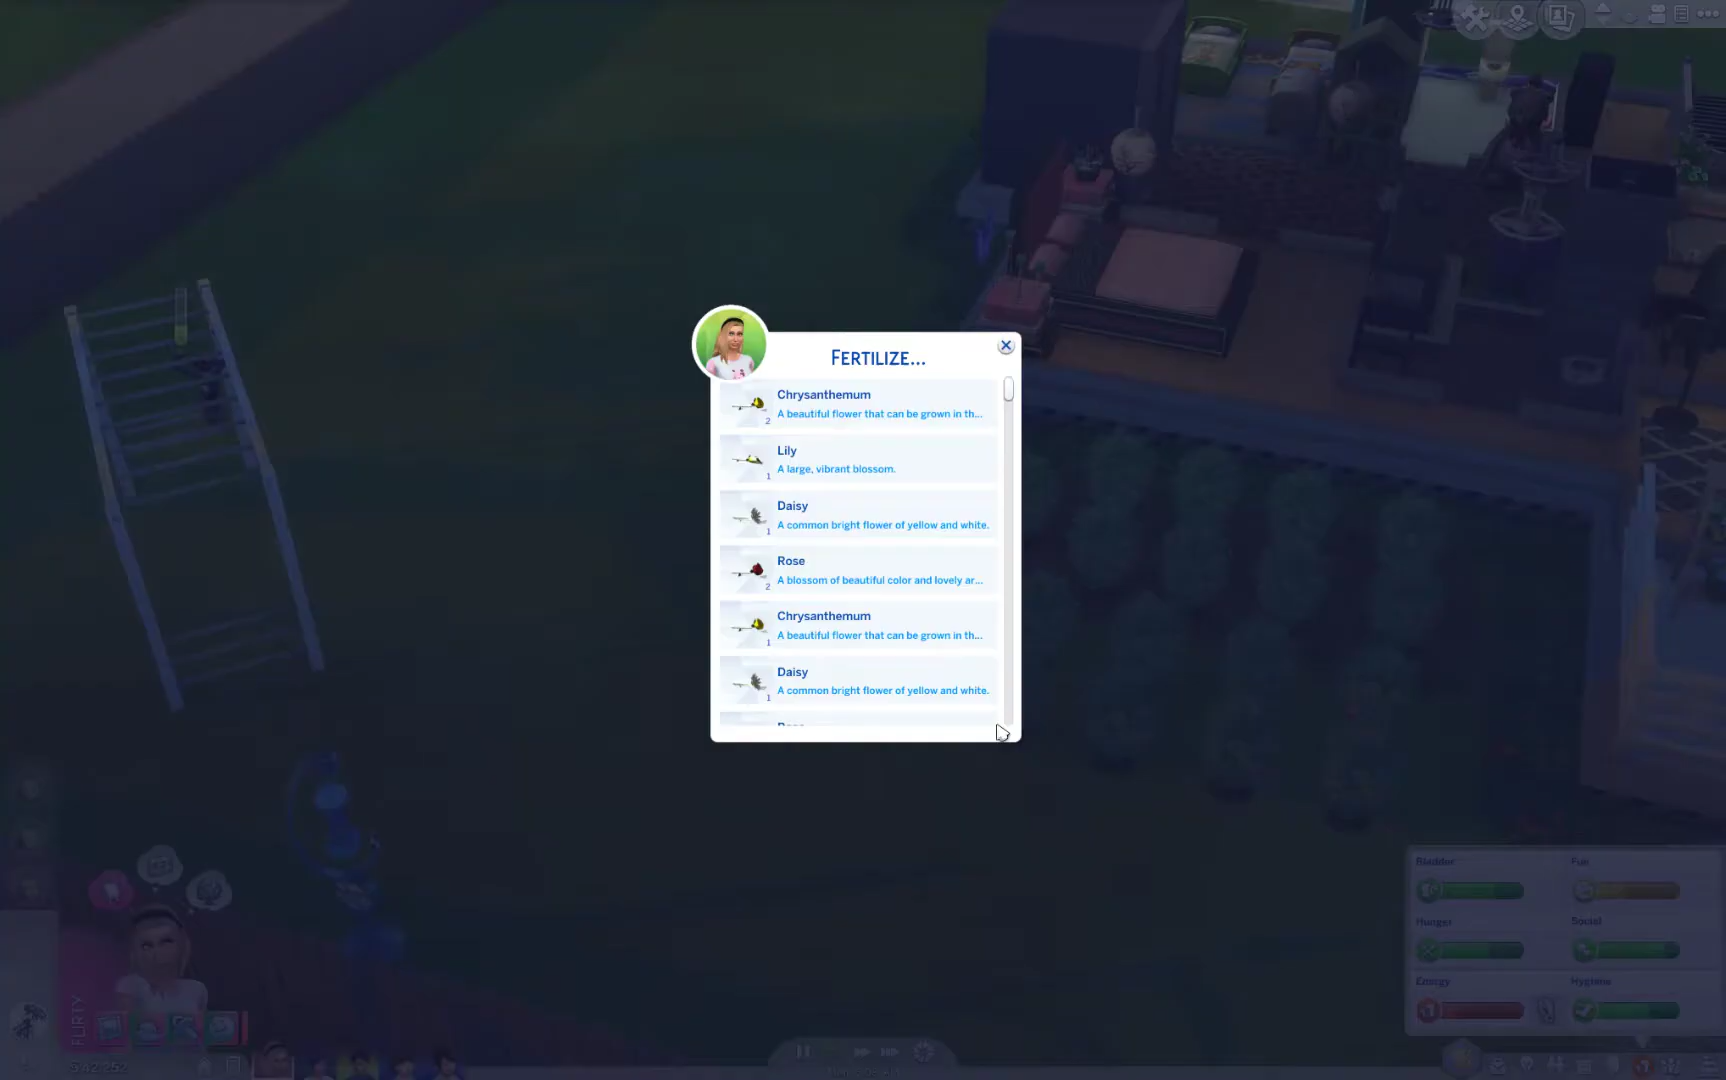 FERTILIZE...
Chrysanthemum
A beautiful flower that can be grown in th...
2
Lily
A large, vibrant blossom.
1
Daisy
A common bright flower of yellow and white.
1
Rose
A blossom of beautiful color and lovely ar...
2
Chrysanthemum
A beautiful flower that can be grown in th...
1
Daisy
A common bright flower of yellow and white.
1
Bladder
Fun
Hunger
Social
Energy
Hygiene
FLIRTY